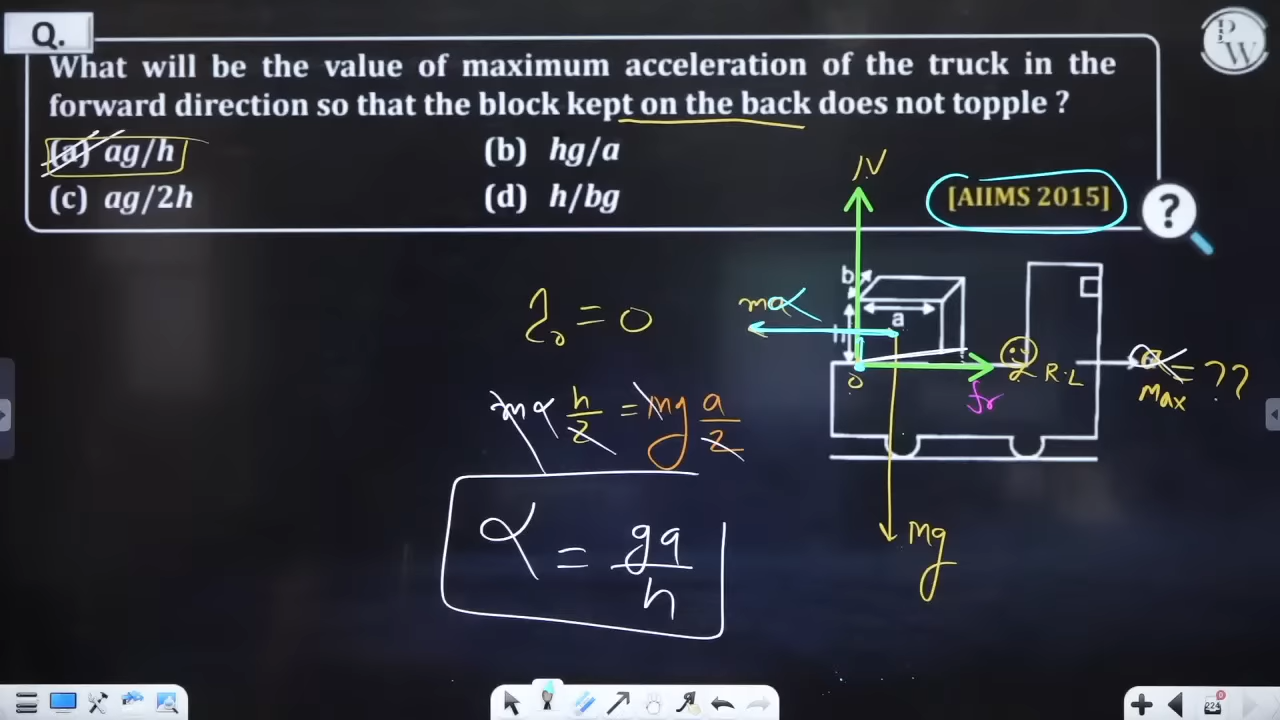 Q.
PW
What will be the value of maximum acceleration of the truck in the
forward direction so that the block kept on the back does not topple ?
(a) ag/h
(b) hg/a
(c) ag/2h
(d) h/bg
[AIIMS 2015]
?
N
b
a
h
mα
O
fr
R.L
α = ??
Max
Mg
τ₀ = 0
mα h/2 = mg a/2
α = ga/h
224